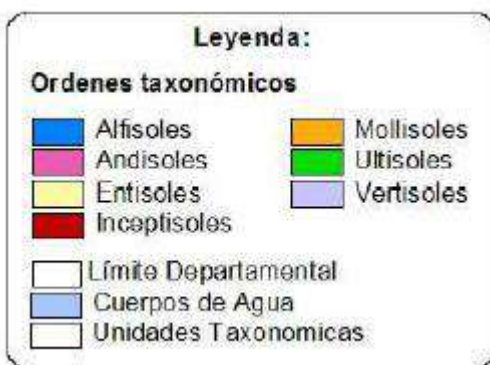 Leyenda:
Ordenes taxonómicos
Alfisoles
Andisoles
Entisoles
Inceptisoles
Mollisoles
Ultisoles
Vertisoles
Límite Departamental
Cuerpos de Agua
Unidades Taxonomicas